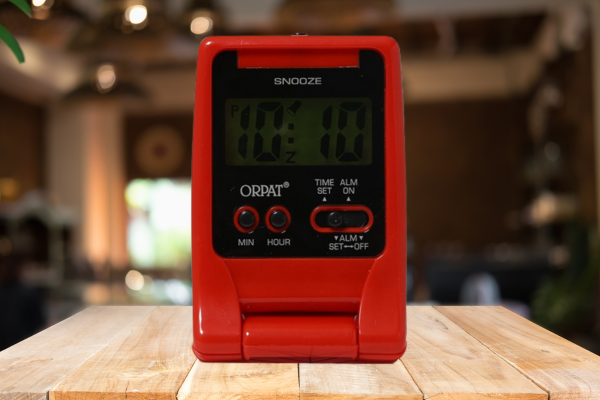 SNOOZE
P
10:10
Z
ORPAT®
TIME SET
ALM ON
MIN
HOUR
▼ALM▼
SET↔OFF